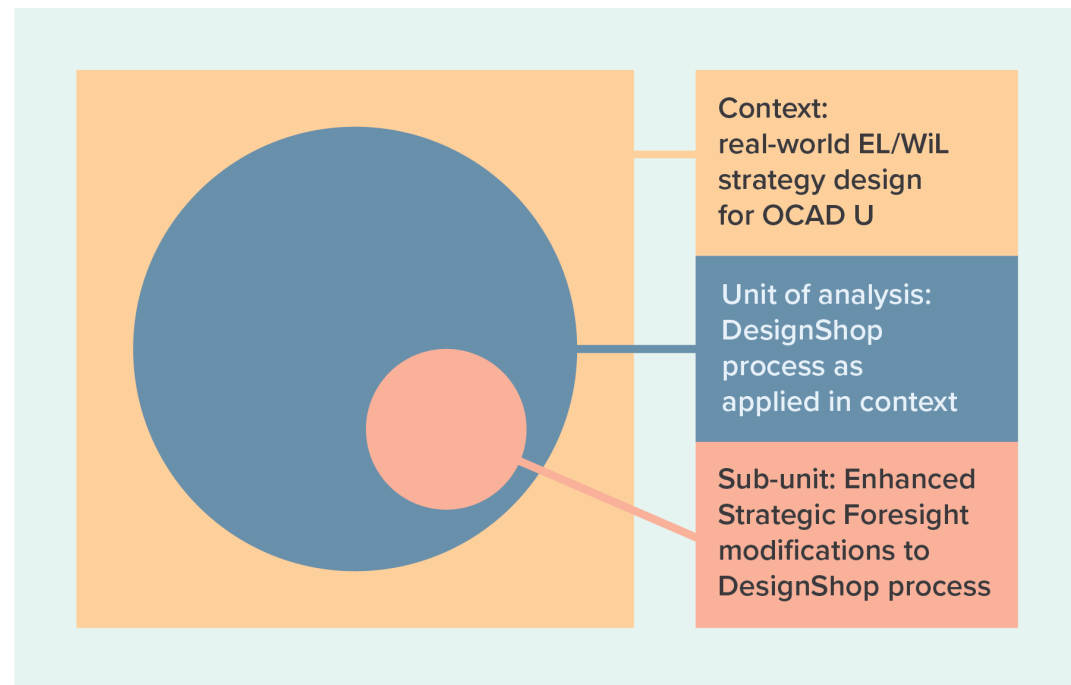 Context:
real-world EL/WiL
strategy design
for OCAD U
Unit of analysis:
DesignShop
process as
applied in context
Sub-unit: Enhanced
Strategic Foresight
modifications to
DesignShop process